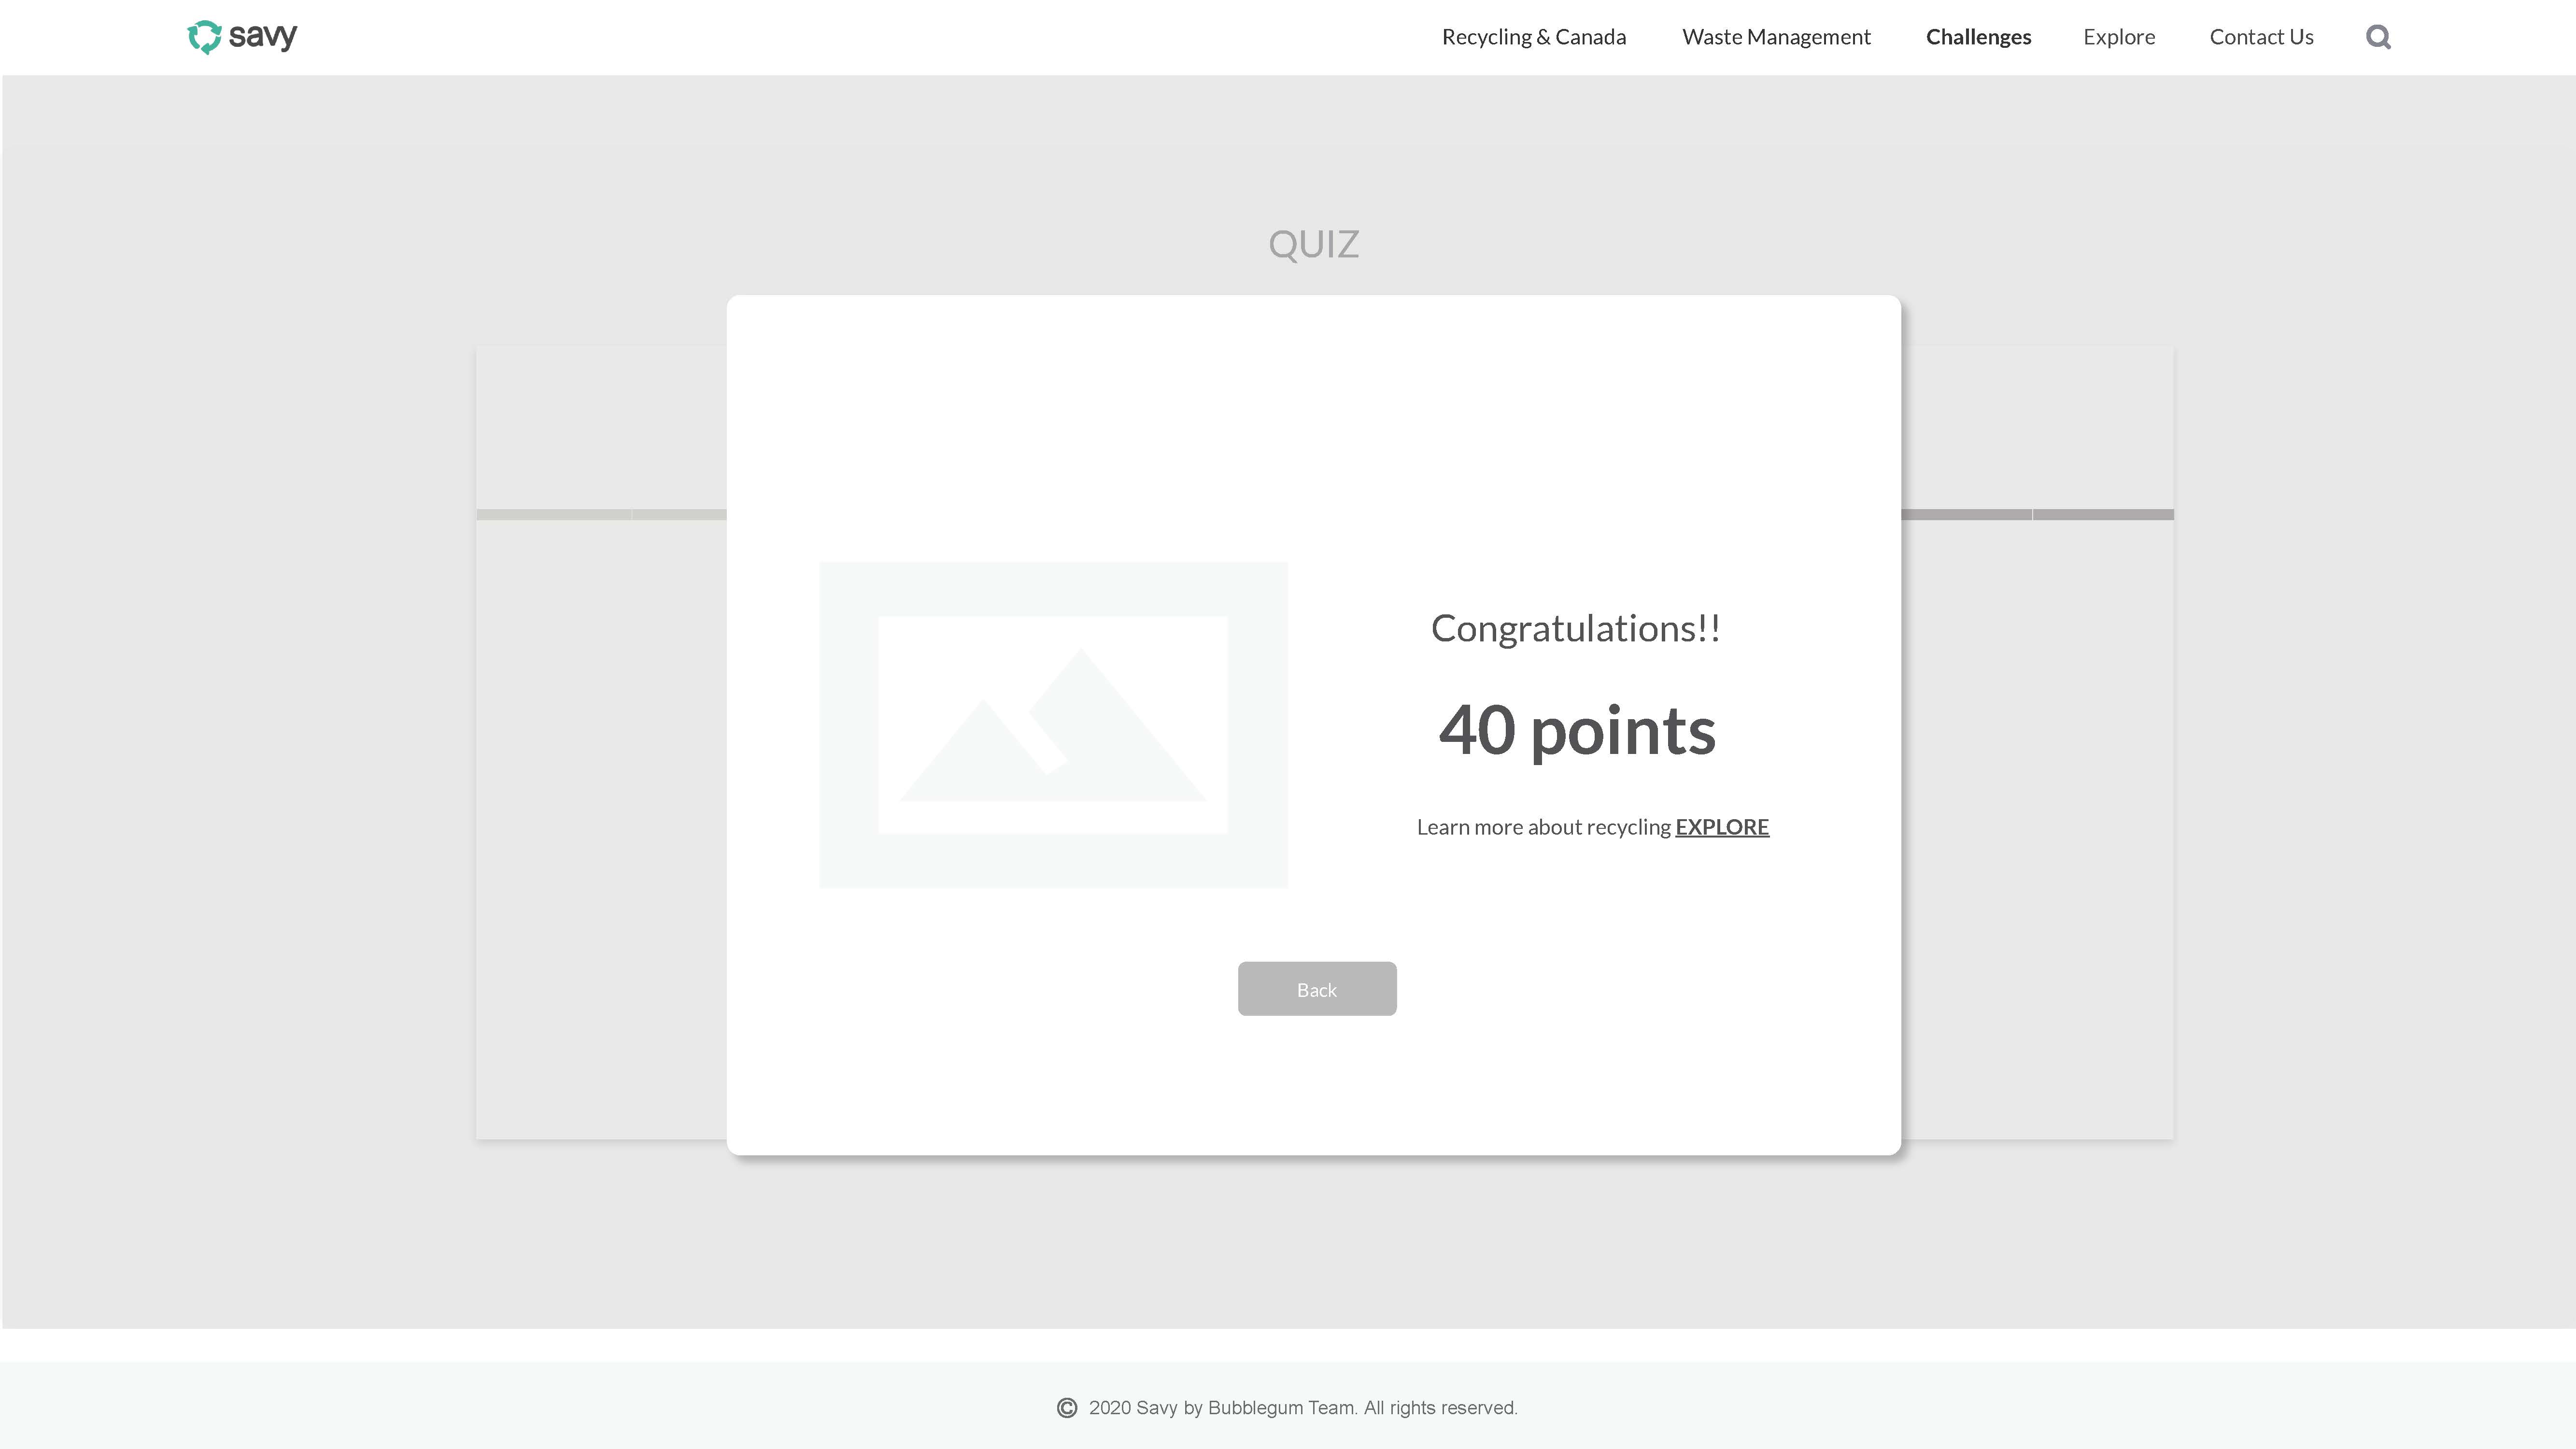 savy
Recycling & Canada
Waste Management
Challenges
Explore
Contact Us
QUIZ
Congratulations!!
40 points
Learn more about recycling EXPLORE
Back
© 2020 Savy by Bubblegum Team. All rights reserved.